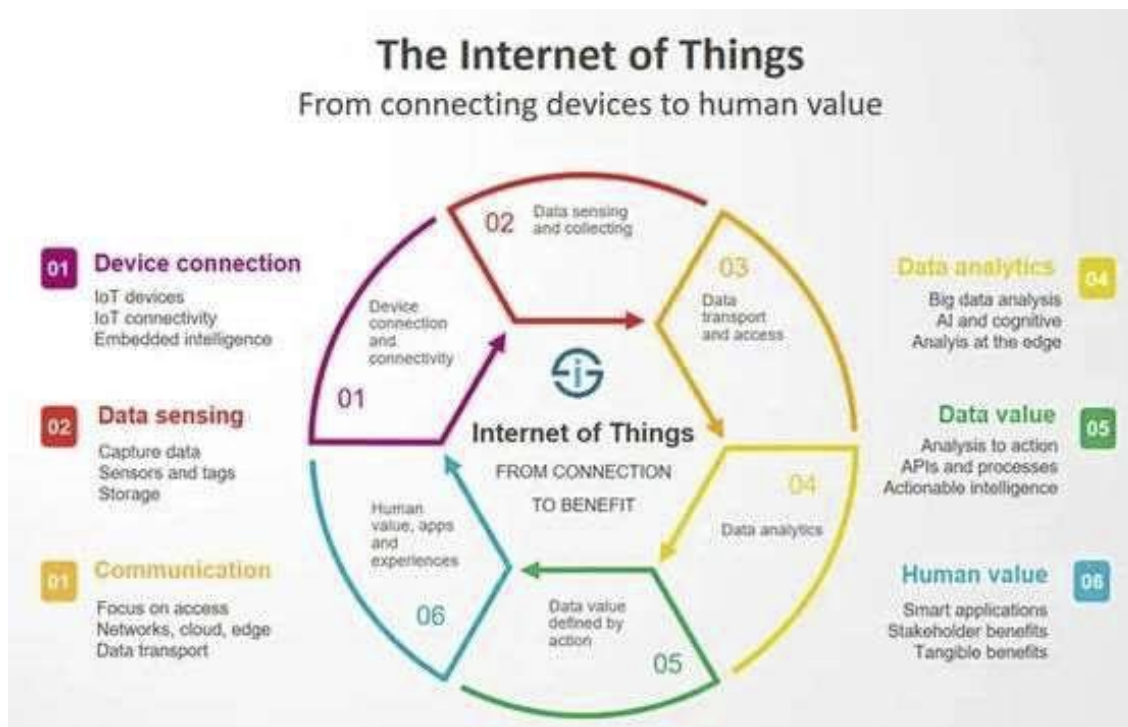 The Internet of Things
From connecting devices to human value
01 Device connection
IoT devices
IoT connectivity
Embedded intelligence
02 Data sensing
Capture data
Sensors and tags
Storage
01 Communication
Focus on access
Networks, cloud, edge
Data transport
01
Device
connection
and
connectivity
02
Data sensing
and collecting
03
Data
transport
and access
04
Data analytics
05
Data value
defined by
action
06
Human
value, apps
and
experiences
Internet of Things
FROM CONNECTION
TO BENEFIT
Data analytics 04
Big data analysis
AI and cognitive
Analyis at the edge
Data value 05
Analysis to action
APIs and processes
Actionable intelligence
Human value 06
Smart applications
Stakeholder benefits
Tangible benefits